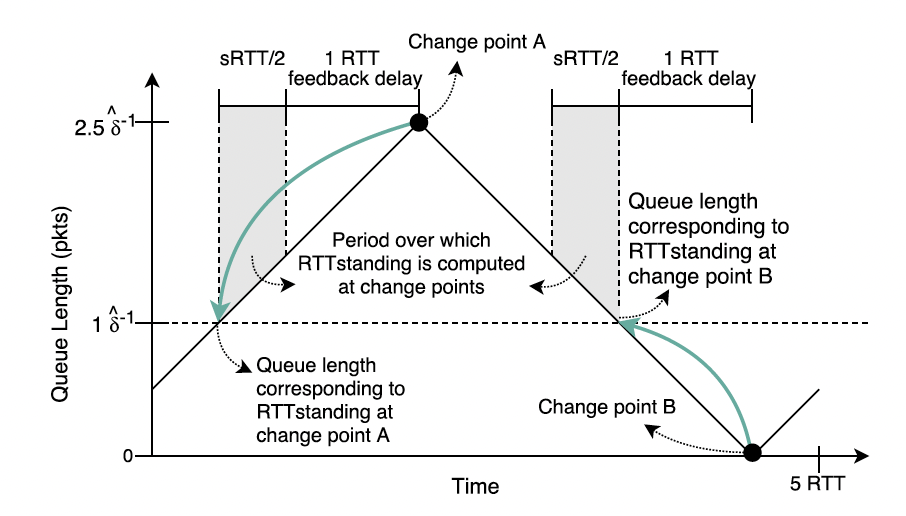 Change point A
sRTT/2
1 RTT
feedback delay
sRTT/2
1 RTT
feedback delay
2.5 δ̂⁻¹
Queue length
corresponding to
RTTstanding at
change point B
Period over which
RTTstanding is computed
at change points
Queue Length (pkts)
1 δ̂⁻¹
Queue length
corresponding to
RTTstanding at
change point A
Change point B
0
Time
5 RTT